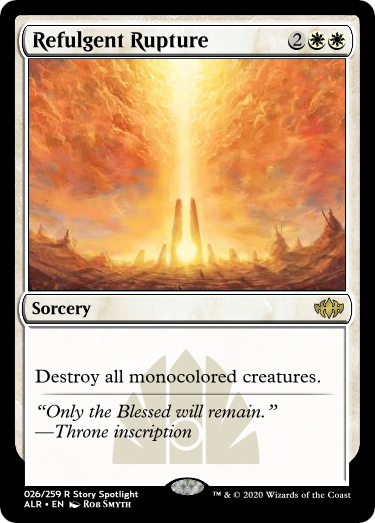 Refulgent Rupture 2
Sorcery
Destroy all monocolored creatures.
“Only the Blessed will remain.”
—Throne inscription
026/259 R Story Spotlight
ALR • EN Rob Smyth
™ & © 2020 Wizards of the Coast